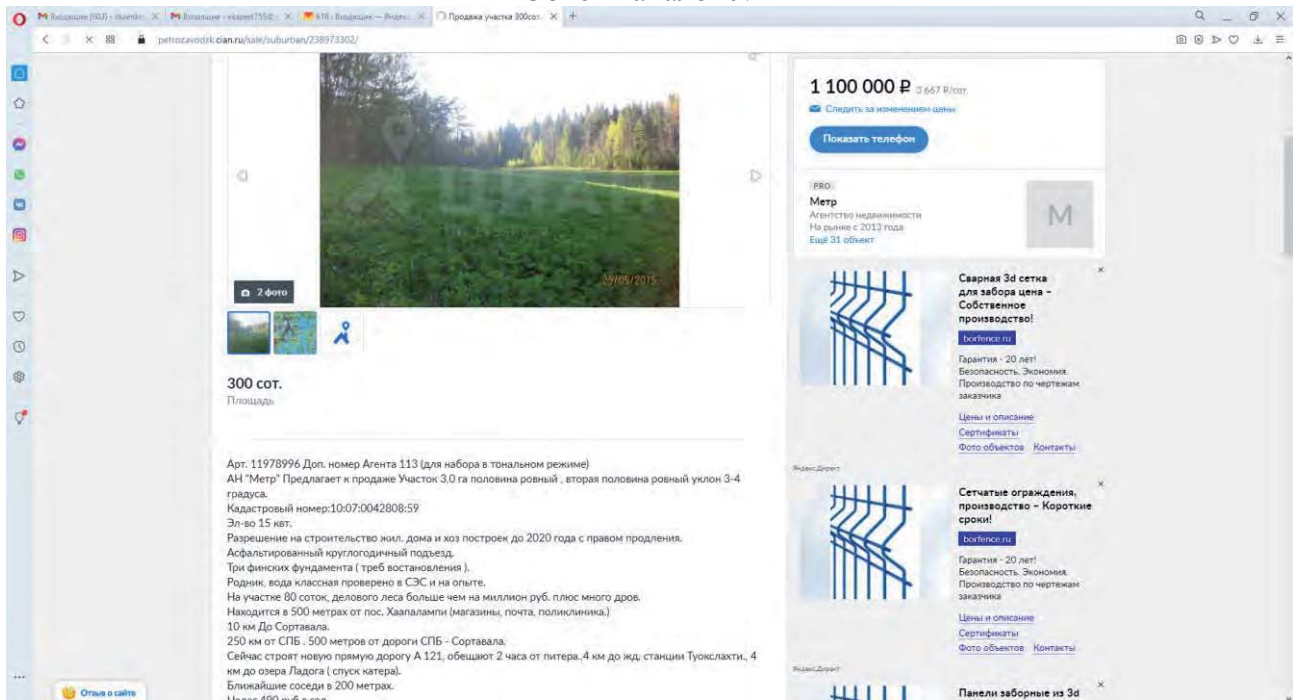 Входящие
petrozavodsk.cian.ru/sale/suburban/238973302/
Продажа участка 300сот.
ЦИАН
29/05/2015
2 фото
300 сот.
Площадь
Арт. 11978996 Доп. номер Агента 113 (для набора в тональном режиме)
АН "Метр" Предлагает к продаже Участок 3,0 га половина ровный , вторая половина ровный уклон 3-4
градуса.
Кадастровый номер:10:07:0042808:59
Эл-во 15 квт.
Разрешение на строительство жил. дома и хоз построек до 2020 года с правом продления.
Асфальтированный круглогодичный подъезд.
Три финских фундамента ( треб востановления ).
Родник, вода классная проверено в СЭС и на опыте.
На участке 80 соток, делового леса больше чем на миллион руб. плюс много дров.
Находится в 500 метрах от пос. Хаапалампи (магазины, почта, поликлиника.)
10 км До Сортавала.
250 км от СПБ . 500 метров от дороги СПБ - Сортавала.
Сейчас строят новую прямую дорогу А 121, обещают 2 часа от питера..4 км до жд. станции Туокслахти., 4
км до озера Ладога ( спуск катера).
Ближайшие соседи в 200 метрах.
Отзыв о сайте
1 100 000 ₽ 3 667 ₽/сот.
Следить за изменением цены
Показать телефон
PRO
Метр
Агентство недвижимости
На рынке с 2013 года
Ещё 31 объект
М
Сварная 3d сетка
для забора цена –
Собственное
производство!
borfence.ru
Гарантия - 20 лет!
Безопасность. Экономия.
Производство по чертежам
заказчика
Цены и описание
Сертификаты
Фото объектов Контакты
Яндекс.Директ
Сетчатые ограждения,
производство – Короткие
сроки!
borfence.ru
Гарантия - 20 лет!
Безопасность. Экономия.
Производство по чертежам
заказчика
Цены и описание
Сертификаты
Фото объектов Контакты
Яндекс.Директ
Панели заборные из 3d